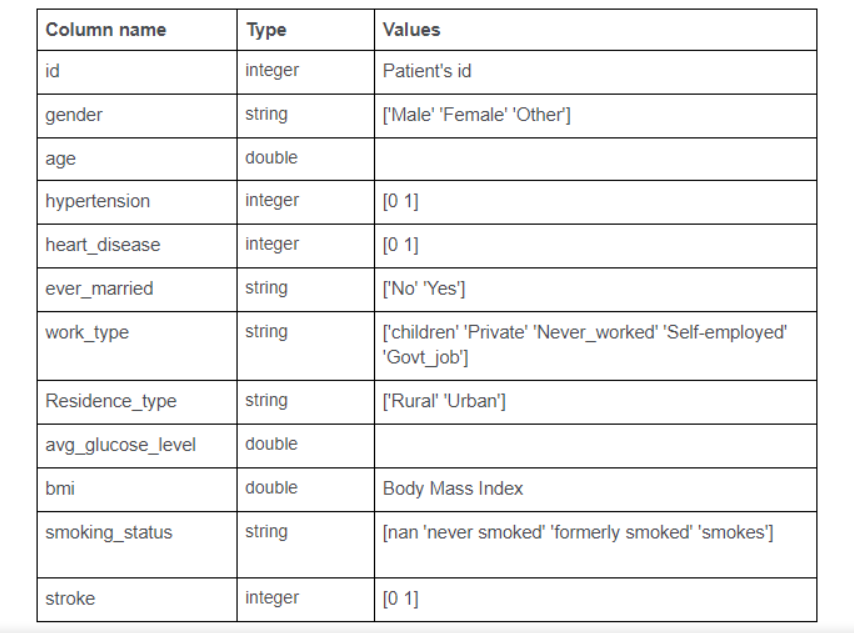 Column name Type Values
id integer Patient's id
gender string ['Male' 'Female' 'Other']
age double
hypertension integer [0 1]
heart_disease integer [0 1]
ever_married string ['No' 'Yes']
work_type string ['children' 'Private' 'Never_worked' 'Self-employed'
'Govt_job']
Residence_type string ['Rural' 'Urban']
avg_glucose_level double
bmi double Body Mass Index
smoking_status string [nan 'never smoked' 'formerly smoked' 'smokes']
stroke integer [0 1]